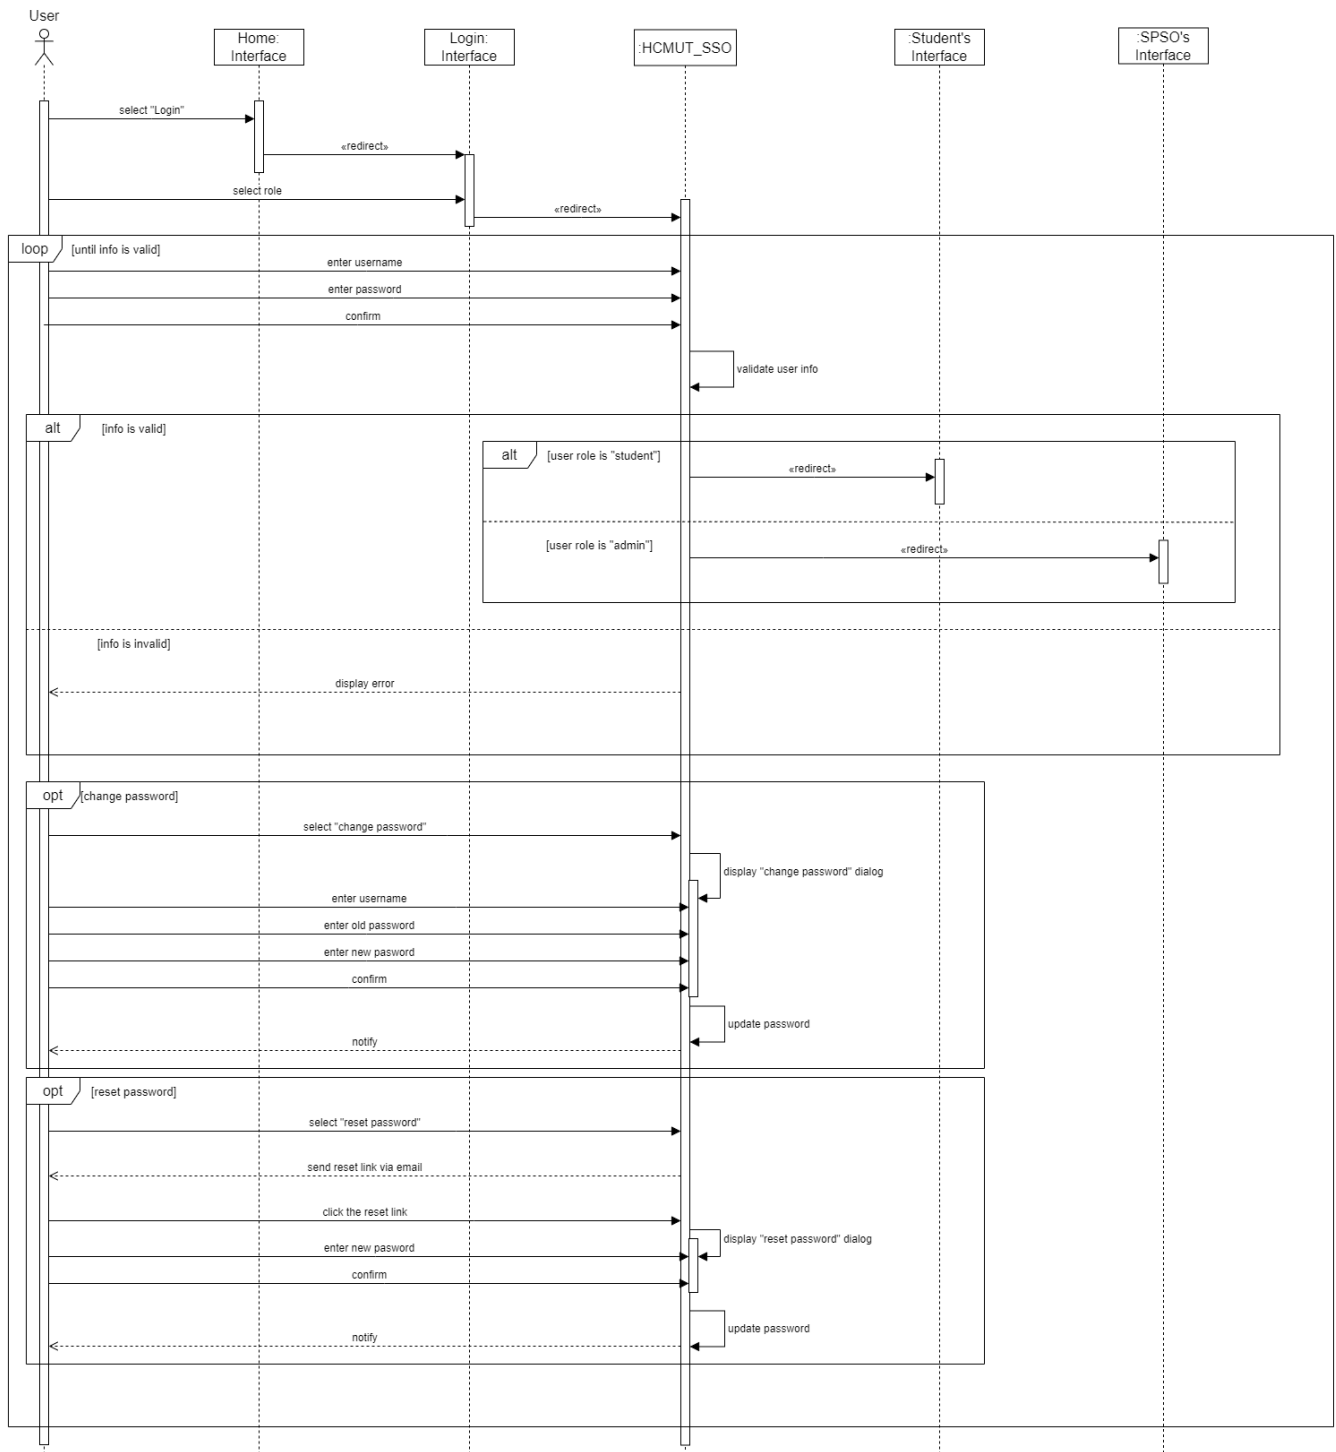 User
Home:
Interface
Login:
Interface
:HCMUT_SSO
:Student's
Interface
:SPSO's
Interface
select "Login"
«redirect»
select role
«redirect»
loop
[until info is valid]
enter username
enter password
confirm
validate user info
alt
[info is valid]
alt
[user role is "student"]
«redirect»
[user role is "admin"]
«redirect»
[info is invalid]
display error
opt
[change password]
select "change password"
display "change password" dialog
enter username
enter old password
enter new pasword
confirm
update password
notify
opt
[reset password]
select "reset password"
send reset link via email
click the reset link
display "reset password" dialog
enter new pasword
confirm
update password
notify